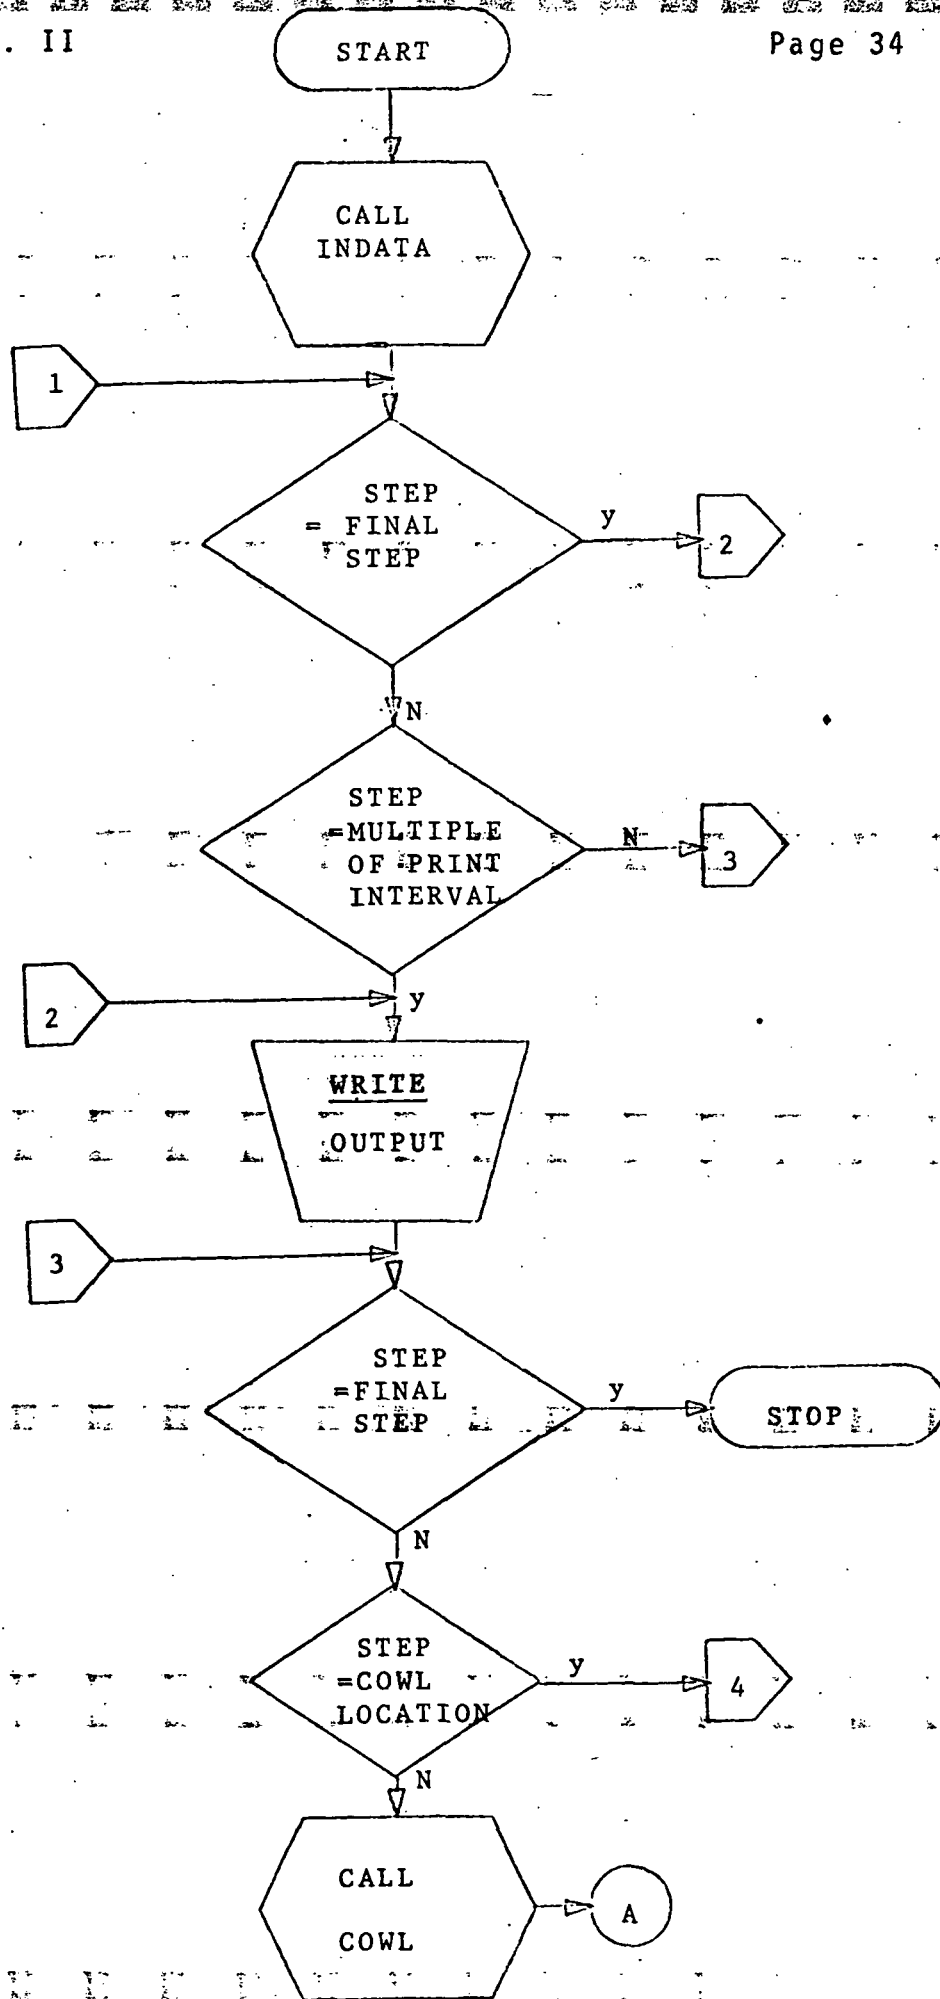 . II
Page 34
START
CALL
INDATA
1
STEP
= FINAL
STEP
y
2
N
STEP
=MULTIPLE
OF PRINT
INTERVAL
N
3
2
y
WRITE
OUTPUT
3
STEP
=FINAL
STEP
y
STOP
N
STEP
=COWL
LOCATION
y
4
N
CALL
COWL
A